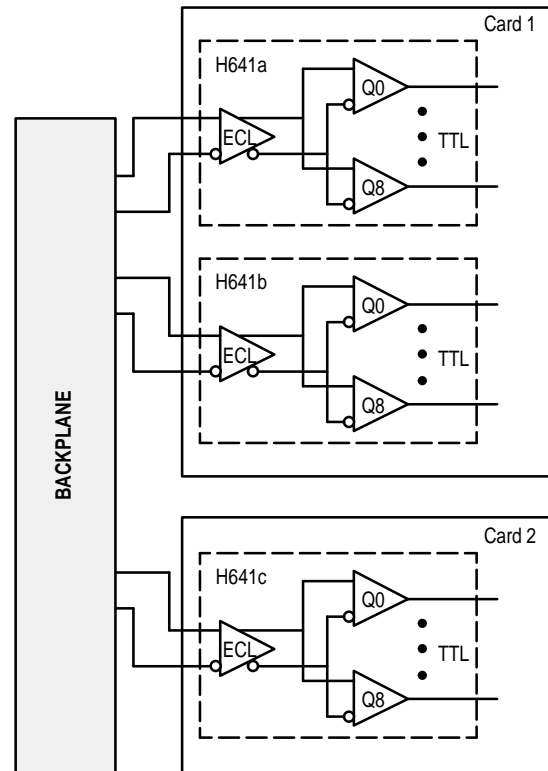 Card 1
H641a
Q0
ECL
TTL
Q8
H641b
Q0
ECL
TTL
Q8
BACKPLANE
Card 2
H641c
Q0
ECL
TTL
Q8